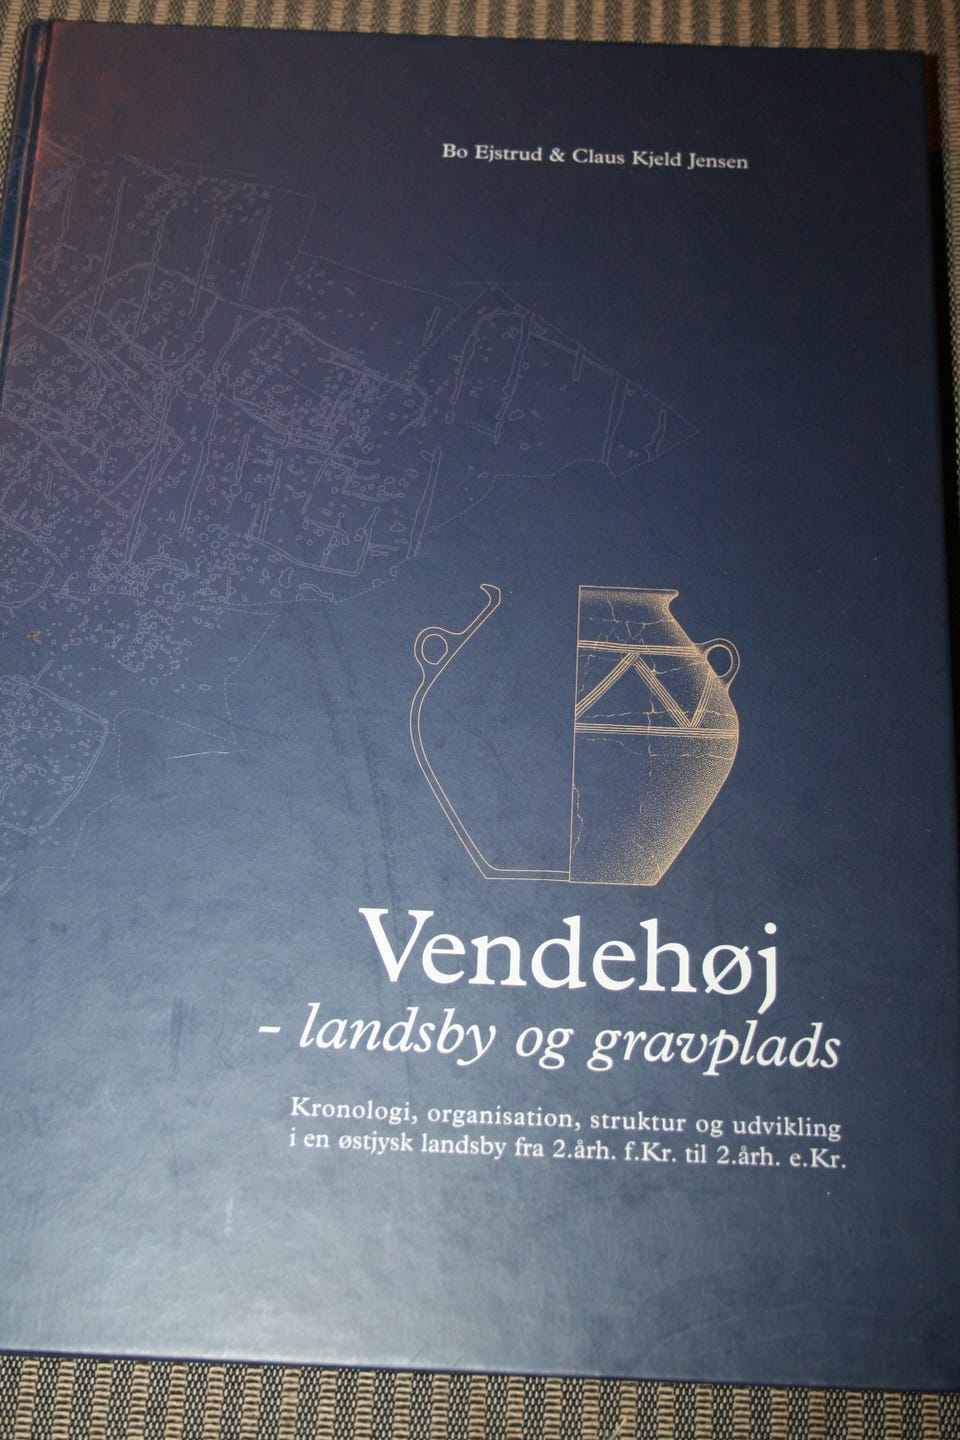 Bo Ejstrud & Claus Kjeld Jensen
Vendehøj
– landsby og gravplads
Kronologi, organisation, struktur og udvikling
i en østjysk landsby fra 2.årh. f.Kr. til 2.årh. e.Kr.